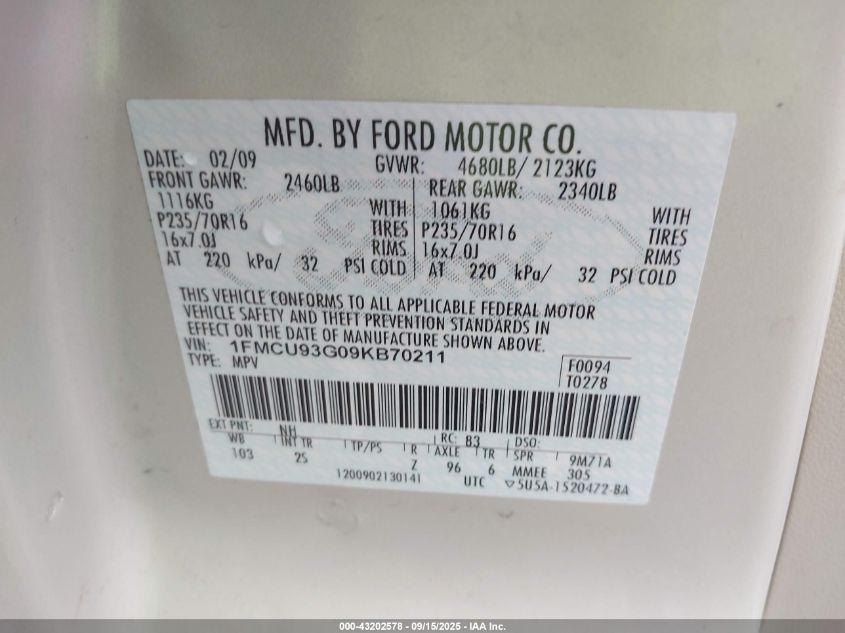 MFD. BY FORD MOTOR CO.
DATE: 02/09 GVWR: 4680LB/ 2123KG
FRONT GAWR: 2460LB REAR GAWR: 2340LB
1116KG WITH 1061KG WITH
P235/70R16 TIRES P235/70R16 TIRES
16x7.0J RIMS 16x7.0J RIMS
AT 220 kPa/ 32 PSI COLD AT 220 kPa/ 32 PSI COLD
Ford
THIS VEHICLE CONFORMS TO ALL APPLICABLE FEDERAL MOTOR
VEHICLE SAFETY AND THEFT PREVENTION STANDARDS IN
EFFECT ON THE DATE OF MANUFACTURE SHOWN ABOVE.
VIN: 1FMCU93G09KB70211
TYPE: MPV
F0094
T0278
EXT PNT: NH RC: 83 DSO:
WB INT TR TP/PS R AXLE TR SPR 9M71A
103 2S Z 96 6 MMEE 305
1200902130141 UTC ▽5U5A-1520472-BA
000-43202578 - 09/15/2025 - IAA Inc.